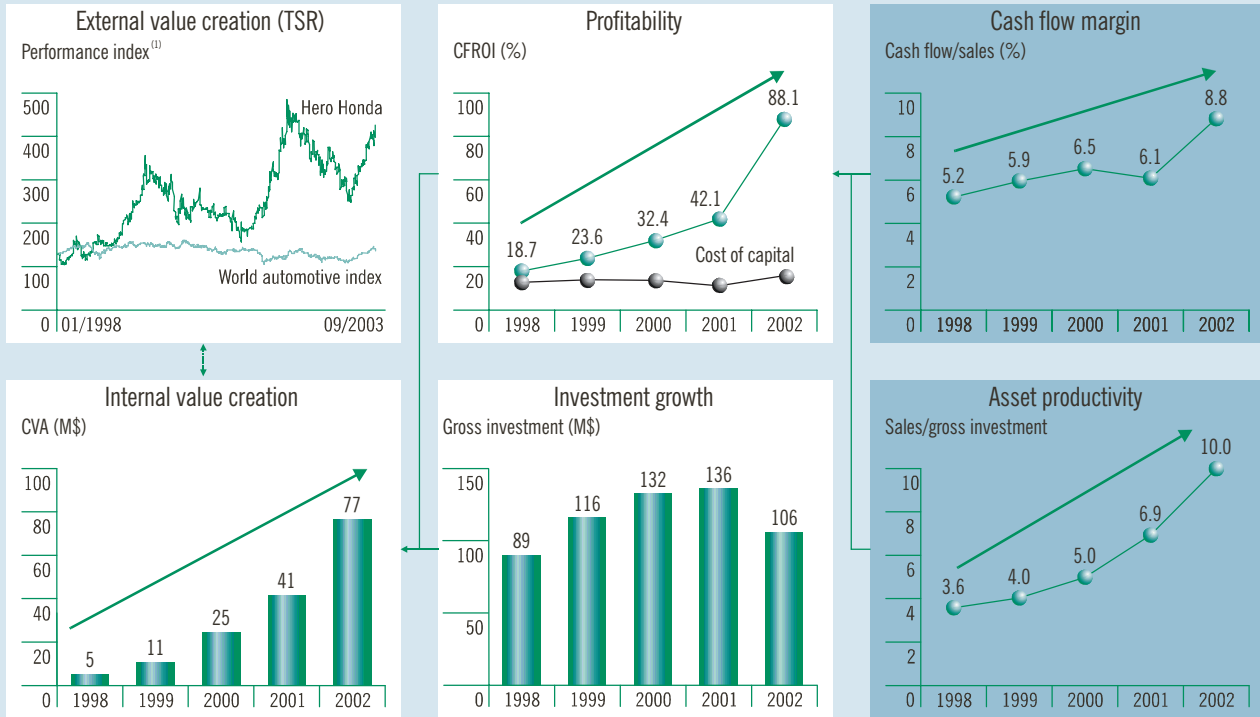 External value creation (TSR)
Performance index (1)
500
400
300
200
100
0
Hero Honda
World automotive index
01/1998 09/2003
Profitability
CFROI (%)
100
80
60
40
20
0
88.1
42.1
32.4
23.6
18.7
Cost of capital
1998 1999 2000 2001 2002
Cash flow margin
Cash flow/sales (%)
10
8
6
4
2
0
5.2 5.9 6.5 6.1 8.8
1998 1999 2000 2001 2002
Internal value creation
CVA (M$)
100
80
60
40
20
0
5 11 25 41 77
1998 1999 2000 2001 2002
Investment growth
Gross investment (M$)
150
100
50
0
89 116 132 136 106
1998 1999 2000 2001 2002
Asset productivity
Sales/gross investment
10
8
6
4
2
0
3.6 4.0 5.0 6.9 10.0
1998 1999 2000 2001 2002